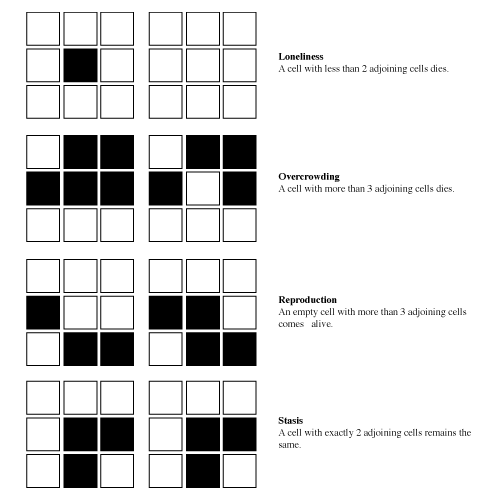 Loneliness
A cell with less than 2 adjoining cells dies.
Overcrowding
A cell with more than 3 adjoining cells dies.
Reproduction
An empty cell with more than 3 adjoining cells
comes alive.
Stasis
A cell with exactly 2 adjoining cells remains the
same.